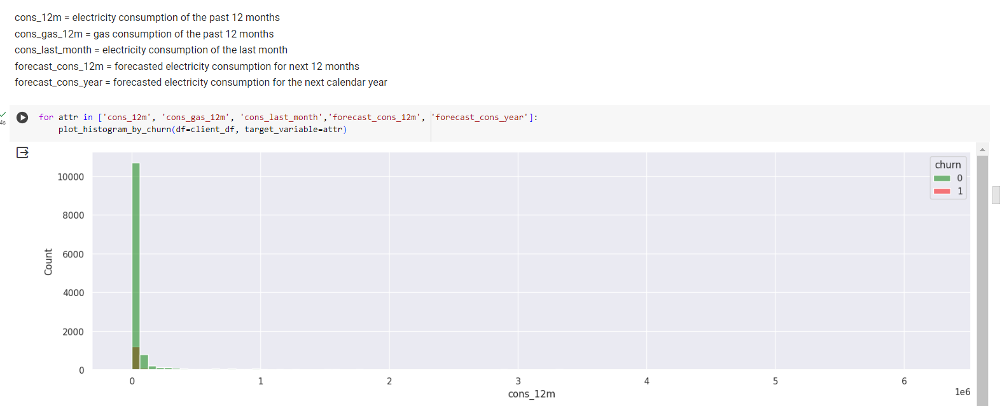 cons_12m = electricity consumption of the past 12 months
cons_gas_12m = gas consumption of the past 12 months
cons_last_month = electricity consumption of the last month
forecast_cons_12m = forecasted electricity consumption for next 12 months
forecast_cons_year = forecasted electricity consumption for the next calendar year
4s
for attr in ['cons_12m', 'cons_gas_12m', 'cons_last_month','forecast_cons_12m', 'forecast_cons_year']:
    plot_histogram_by_churn(df=client_df, target_variable=attr)
churn
0
1
10000
8000
6000
4000
2000
0
Count
0 1 2 3 4 5 6
1e6
cons_12m